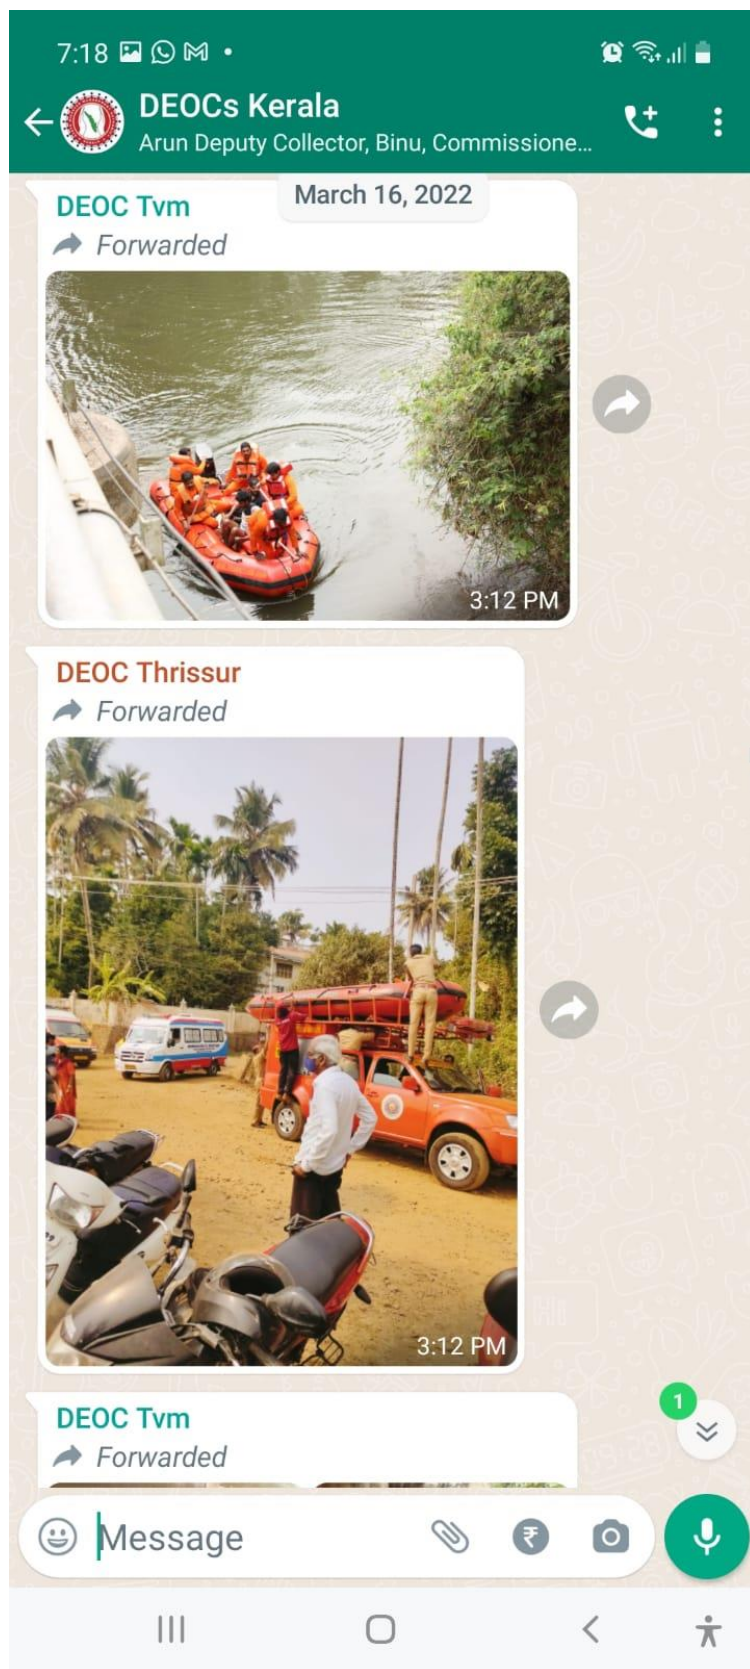 7:18
DEOCs Kerala
Arun Deputy Collector, Binu, Commissione...
March 16, 2022
DEOC Tvm
Forwarded
3:12 PM
DEOC Thrissur
Forwarded
3:12 PM
1
DEOC Tvm
Forwarded
Message